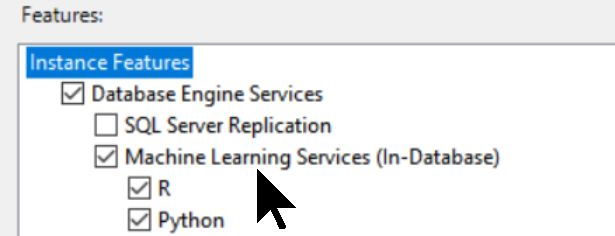 Features:
Instance Features
Database Engine Services
SQL Server Replication
Machine Learning Services (In-Database)
R
Python